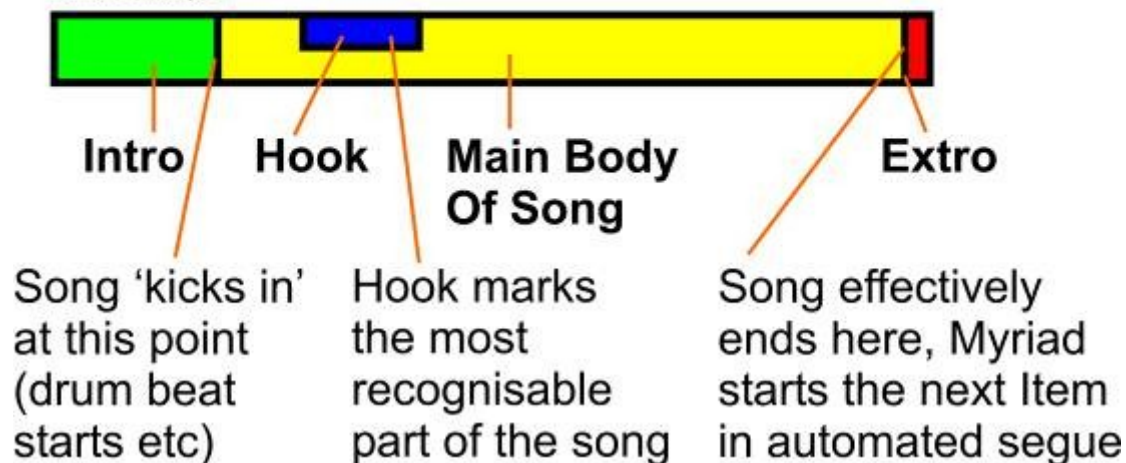 Intro
Hook
Main Body
Of Song
Extro
Song ‘kicks in’
at this point
(drum beat
starts etc)
Hook marks
the most
recognisable
part of the song
Song effectively
ends here, Myriad
starts the next Item
in automated segue